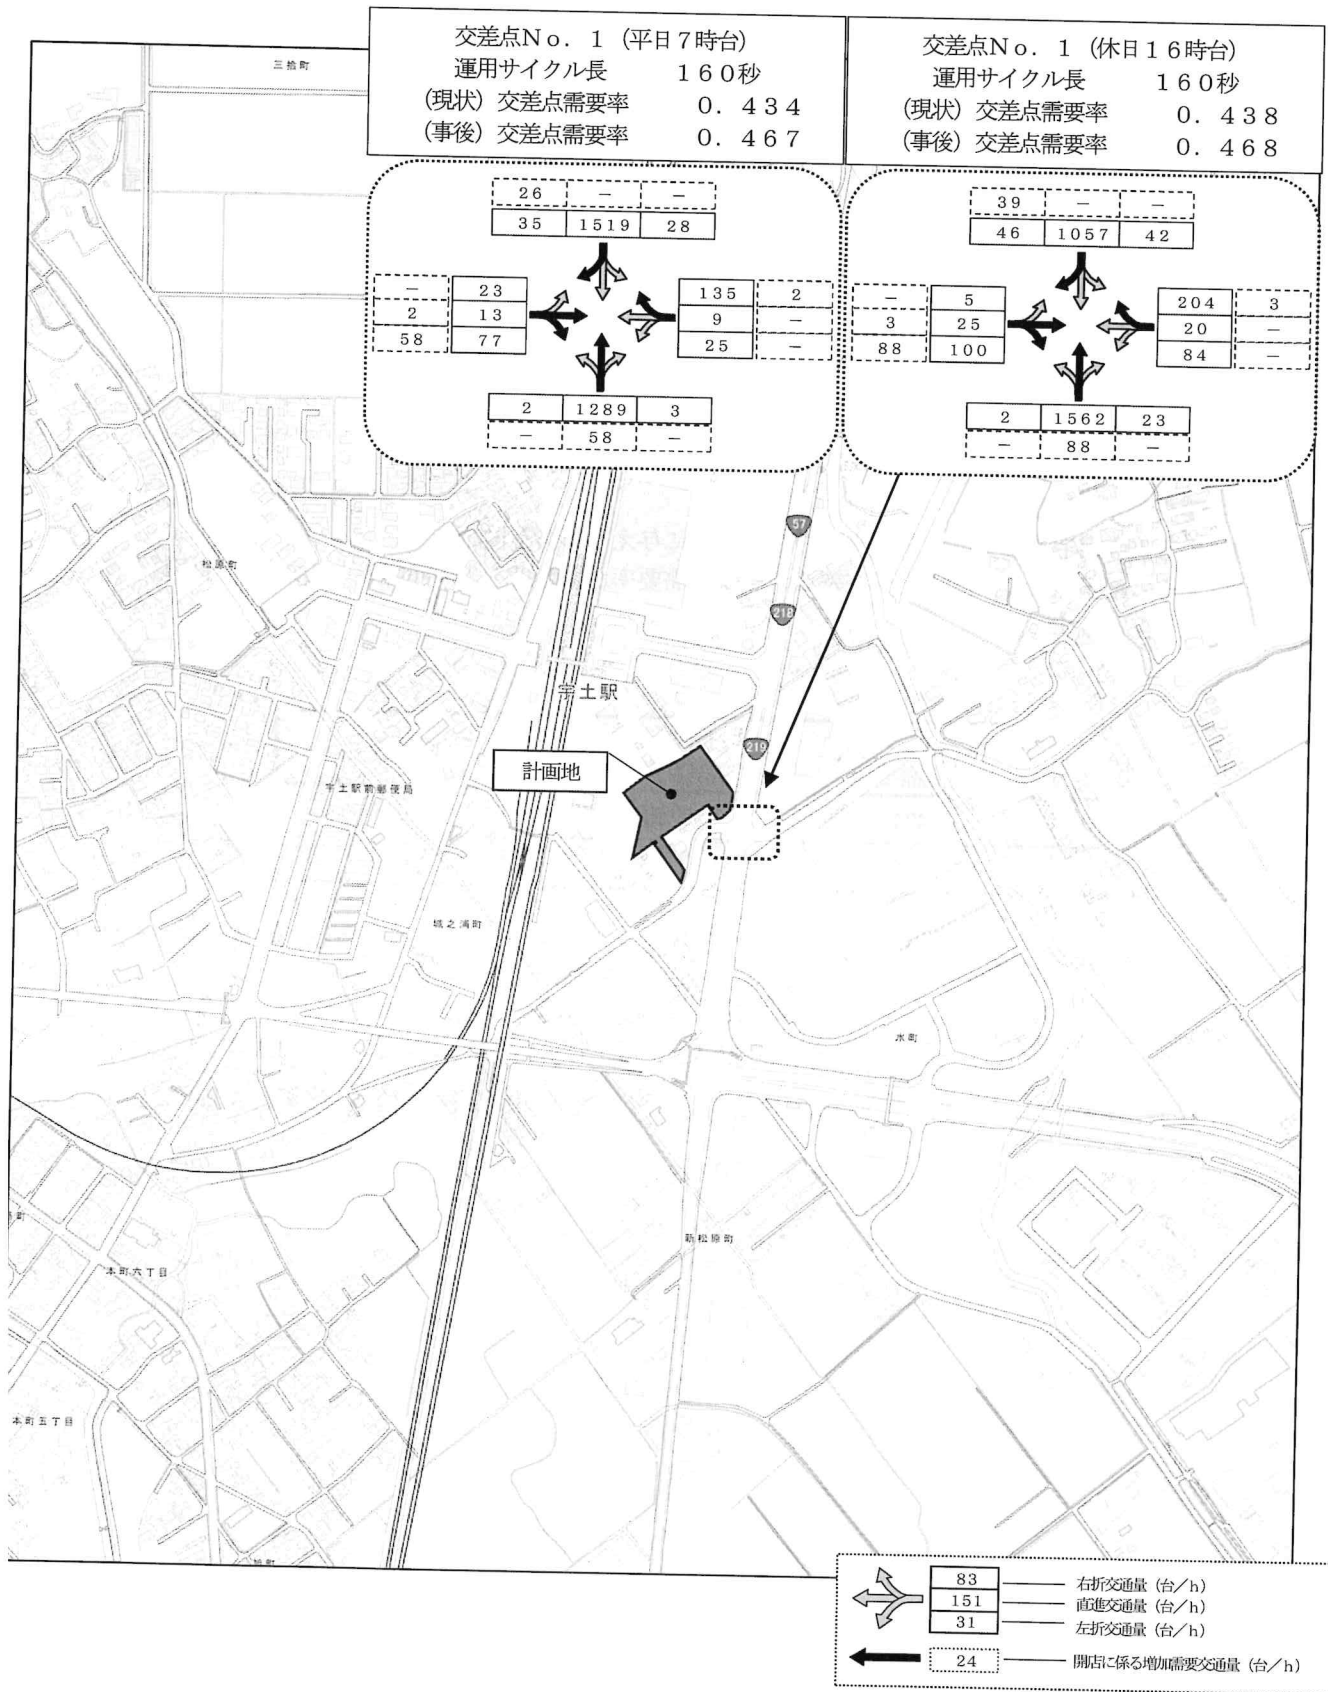 交差点No. 1 (平日7時台)
運用サイクル長 160秒
(現状) 交差点需要率 0. 434
(事後) 交差点需要率 0. 467
交差点No. 1 (休日16時台)
運用サイクル長 160秒
(現状) 交差点需要率 0. 438
(事後) 交差点需要率 0. 468
26 － －
35 1519 28
－ 23
2 13
58 77
135 2
9 －
25 －
2 1289 3
－ 58 －
39 － －
46 1057 42
－ 5
3 25
88 100
204 3
20 －
84 －
2 1562 23
－ 88 －
三拾町
57
松原町
218
宇土駅
219
計画地
宇土駅前郵便局
城之浦町
水町
新松原町
本町六丁目
本町五丁目
旭町
83 右折交通量 (台/h)
151 直進交通量 (台/h)
31 左折交通量 (台/h)
24 開店に係る増加需要交通量 (台/h)